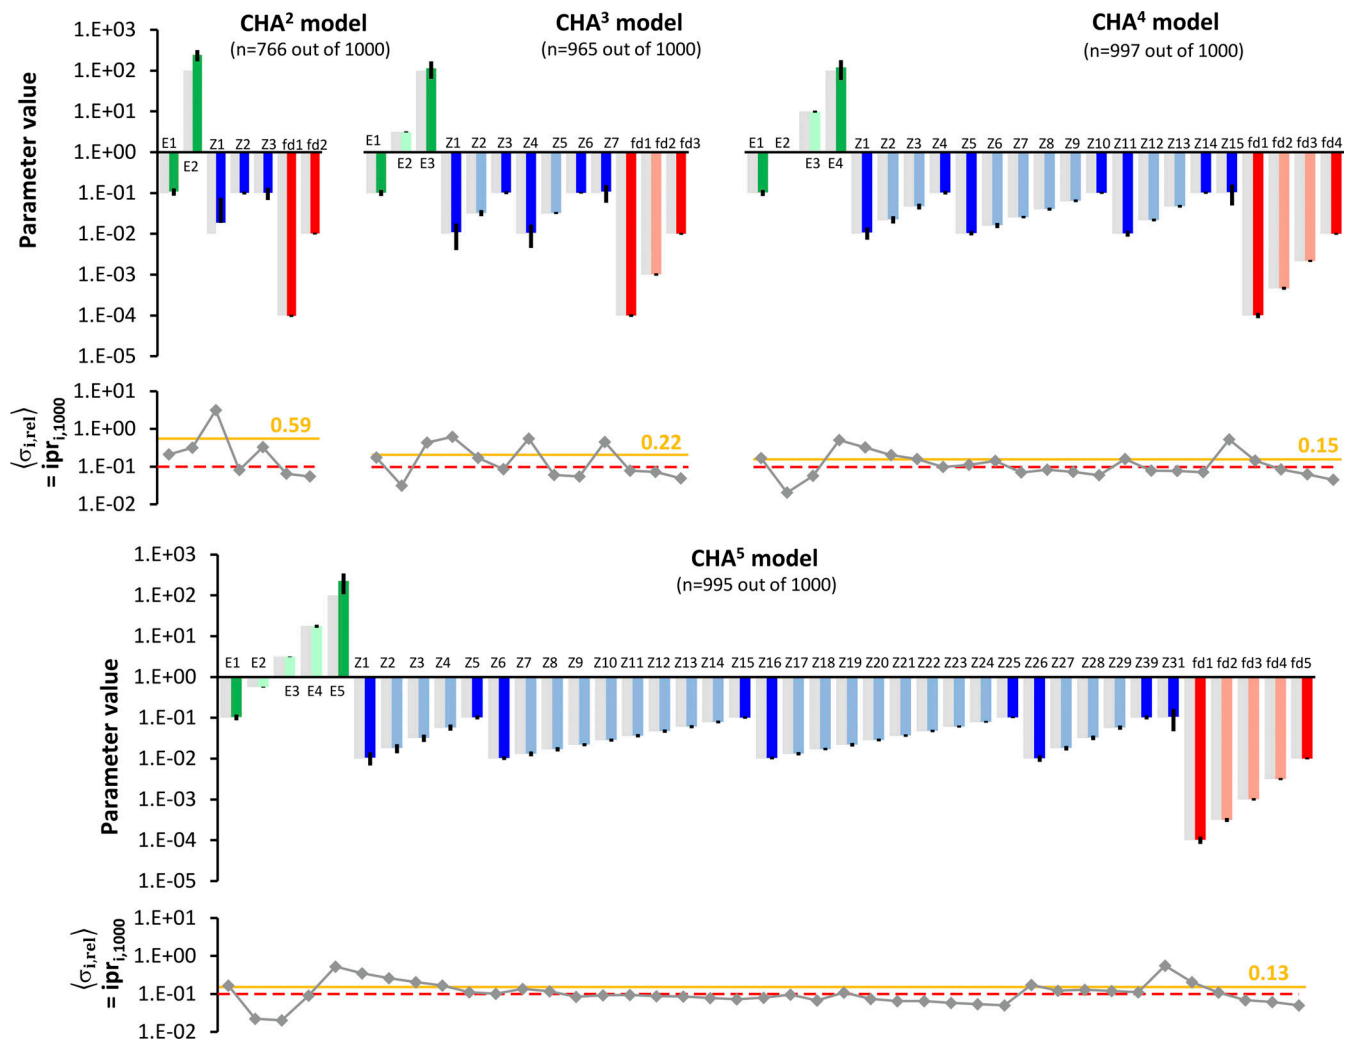 CHA² model
(n=766 out of 1000)
CHA³ model
(n=965 out of 1000)
CHA⁴ model
(n=997 out of 1000)
Parameter value
1.E+03
1.E+02
1.E+01
1.E+00
1.E-01
1.E-02
1.E-03
1.E-04
1.E-05
E1 E2 Z1 Z2 Z3 fd1 fd2
E1 E2 E3 Z1 Z2 Z3 Z4 Z5 Z6 Z7 fd1 fd2 fd3
E1 E2 E3 E4 Z1 Z2 Z3 Z4 Z5 Z6 Z7 Z8 Z9 Z10 Z11 Z12 Z13 Z14 Z15 fd1 fd2 fd3 fd4
⟨σi,rel⟩
= ipri,1000
1.E+01
1.E+00
1.E-01
1.E-02
0.59
0.22
0.15
CHA⁵ model
(n=995 out of 1000)
Parameter value
1.E+03
1.E+02
1.E+01
1.E+00
1.E-01
1.E-02
1.E-03
1.E-04
1.E-05
E1 E2 E3 E4 E5 Z1 Z2 Z3 Z4 Z5 Z6 Z7 Z8 Z9 Z10 Z11 Z12 Z13 Z14 Z15 Z16 Z17 Z18 Z19 Z20 Z21 Z22 Z23 Z24 Z25 Z26 Z27 Z28 Z29 Z39 Z31 fd1 fd2 fd3 fd4 fd5
⟨σi,rel⟩
= ipri,1000
1.E+01
1.E+00
1.E-01
1.E-02
0.13